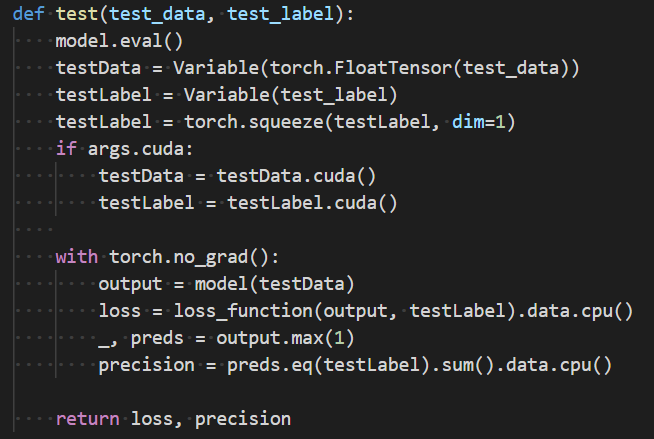 def test(test_data, test_label):
    model.eval()
    testData = Variable(torch.FloatTensor(test_data))
    testLabel = Variable(test_label)
    testLabel = torch.squeeze(testLabel, dim=1)
    if args.cuda:
        testData = testData.cuda()
        testLabel = testLabel.cuda()
    with torch.no_grad():
        output = model(testData)
        loss = loss_function(output, testLabel).data.cpu()
        _, preds = output.max(1)
        precision = preds.eq(testLabel).sum().data.cpu()
    return loss, precision